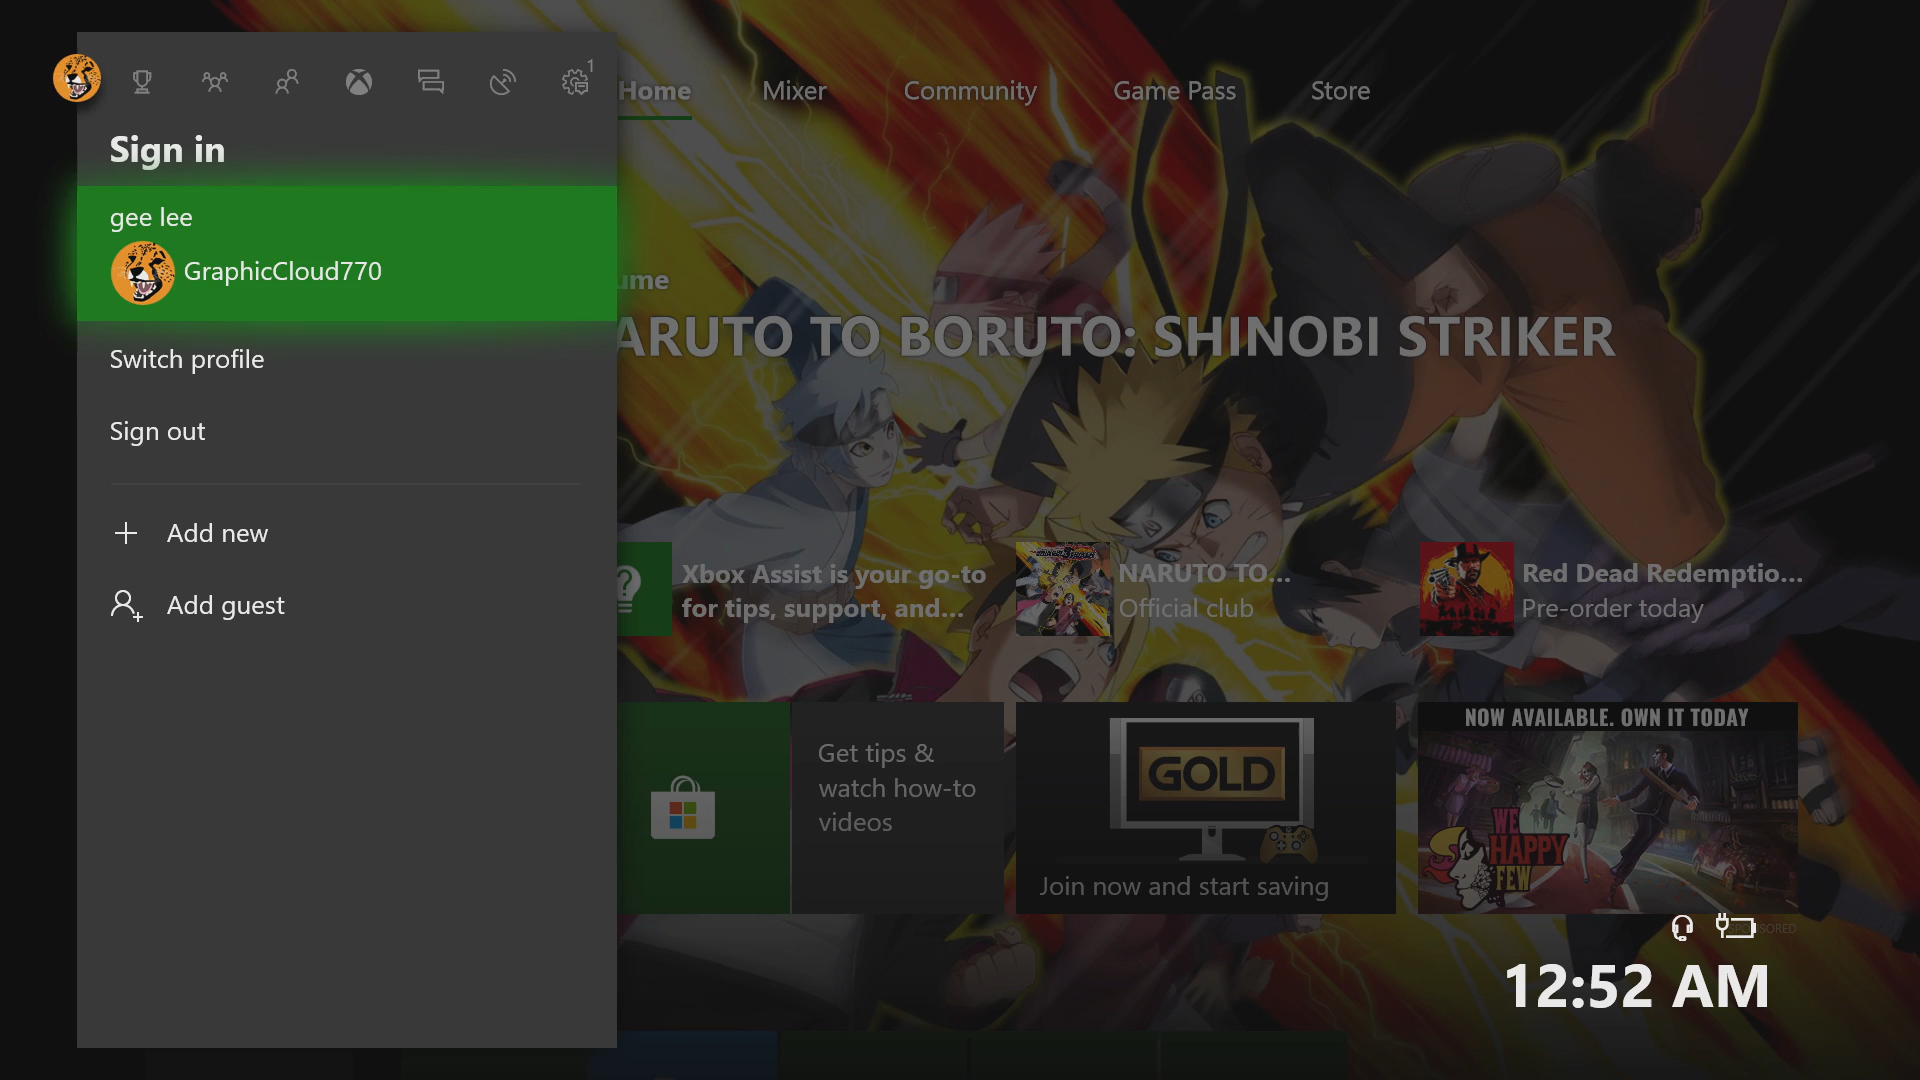 1
Home
Mixer
Community
Game Pass
Store
Sign in
gee lee
GraphicCloud770
Switch profile
Sign out
Add new
Add guest
ume
ARUTO TO BORUTO: SHINOBI STRIKER
Xbox Assist is your go-to
for tips, support, and...
NARUTO TO...
Official club
Red Dead Redemptio...
Pre-order today
Get tips &
watch how-to
videos
GOLD
Join now and start saving
NOW AVAILABLE. OWN IT TODAY
WE
HAPPY
FEW
SPONSORED
12:52 AM